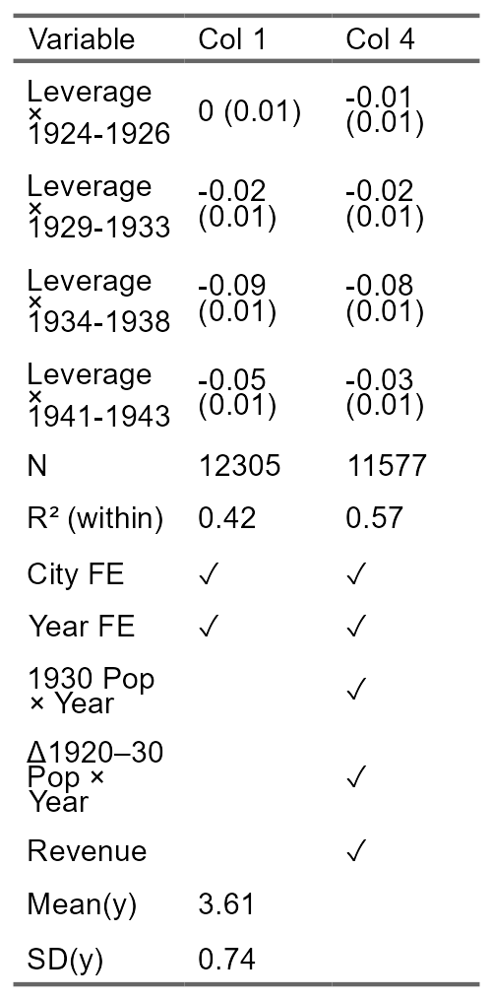 Variable Col 1 Col 4
Leverage
×
1924-1926 0 (0.01) -0.01
(0.01)
Leverage
×
1929-1933 -0.02
(0.01) -0.02
(0.01)
Leverage
×
1934-1938 -0.09
(0.01) -0.08
(0.01)
Leverage
×
1941-1943 -0.05
(0.01) -0.03
(0.01)
N 12305 11577
R² (within) 0.42 0.57
City FE ✓ ✓
Year FE ✓ ✓
1930 Pop
× Year ✓
Δ1920–30
Pop ×
Year ✓
Revenue ✓
Mean(y) 3.61
SD(y) 0.74